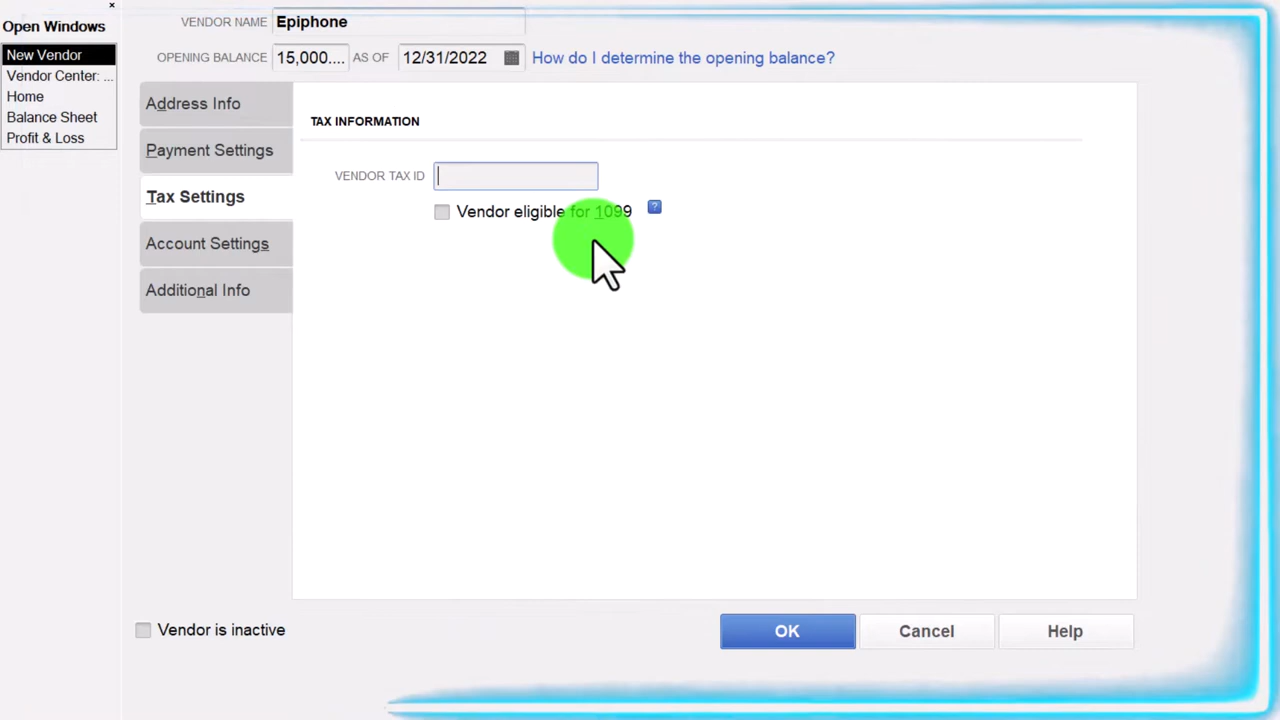 Open Windows
×
New Vendor
Vendor Center: ...
Home
Balance Sheet
Profit & Loss
VENDOR NAME Epiphone
OPENING BALANCE 15,000.... AS OF 12/31/2022 How do I determine the opening balance?
Address Info
Payment Settings
Tax Settings
Account Settings
Additional Info
TAX INFORMATION
VENDOR TAX ID
Vendor eligible for 1099 ?
Vendor is inactive
OK
Cancel
Help